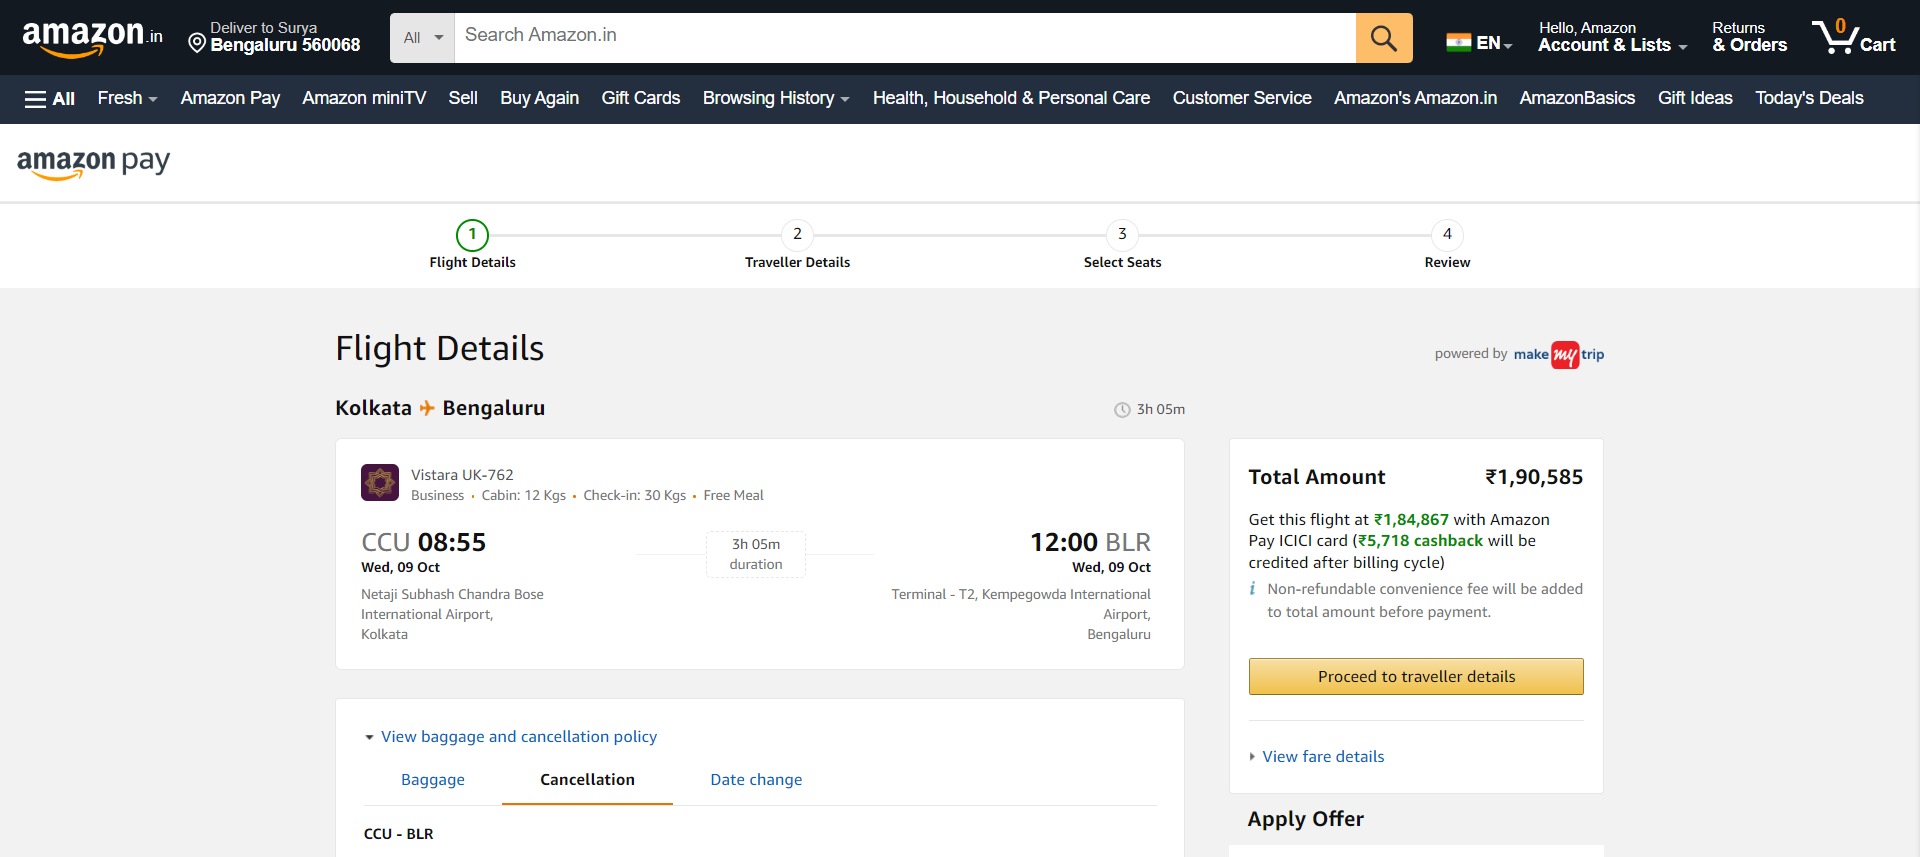 amazon.in
Deliver to Surya
Bengaluru 560068
All
Search Amazon.in
EN
Hello, Amazon
Account & Lists
Returns
& Orders
0
Cart
All
Fresh
Amazon Pay
Amazon miniTV
Sell
Buy Again
Gift Cards
Browsing History
Health, Household & Personal Care
Customer Service
Amazon's Amazon.in
AmazonBasics
Gift Ideas
Today's Deals
amazon pay
1
Flight Details
2
Traveller Details
3
Select Seats
4
Review
Flight Details
powered by make my trip
Kolkata Bengaluru
3h 05m
Vistara UK-762
Business • Cabin: 12 Kgs • Check-in: 30 Kgs • Free Meal
CCU 08:55
Wed, 09 Oct
Netaji Subhash Chandra Bose
International Airport,
Kolkata
3h 05m
duration
12:00 BLR
Wed, 09 Oct
Terminal - T2, Kempegowda International
Airport,
Bengaluru
View baggage and cancellation policy
Baggage
Cancellation
Date change
CCU - BLR
Total Amount ₹1,90,585
Get this flight at ₹1,84,867 with Amazon
Pay ICICI card (₹5,718 cashback will be
credited after billing cycle)
i Non-refundable convenience fee will be added
to total amount before payment.
Proceed to traveller details
View fare details
Apply Offer